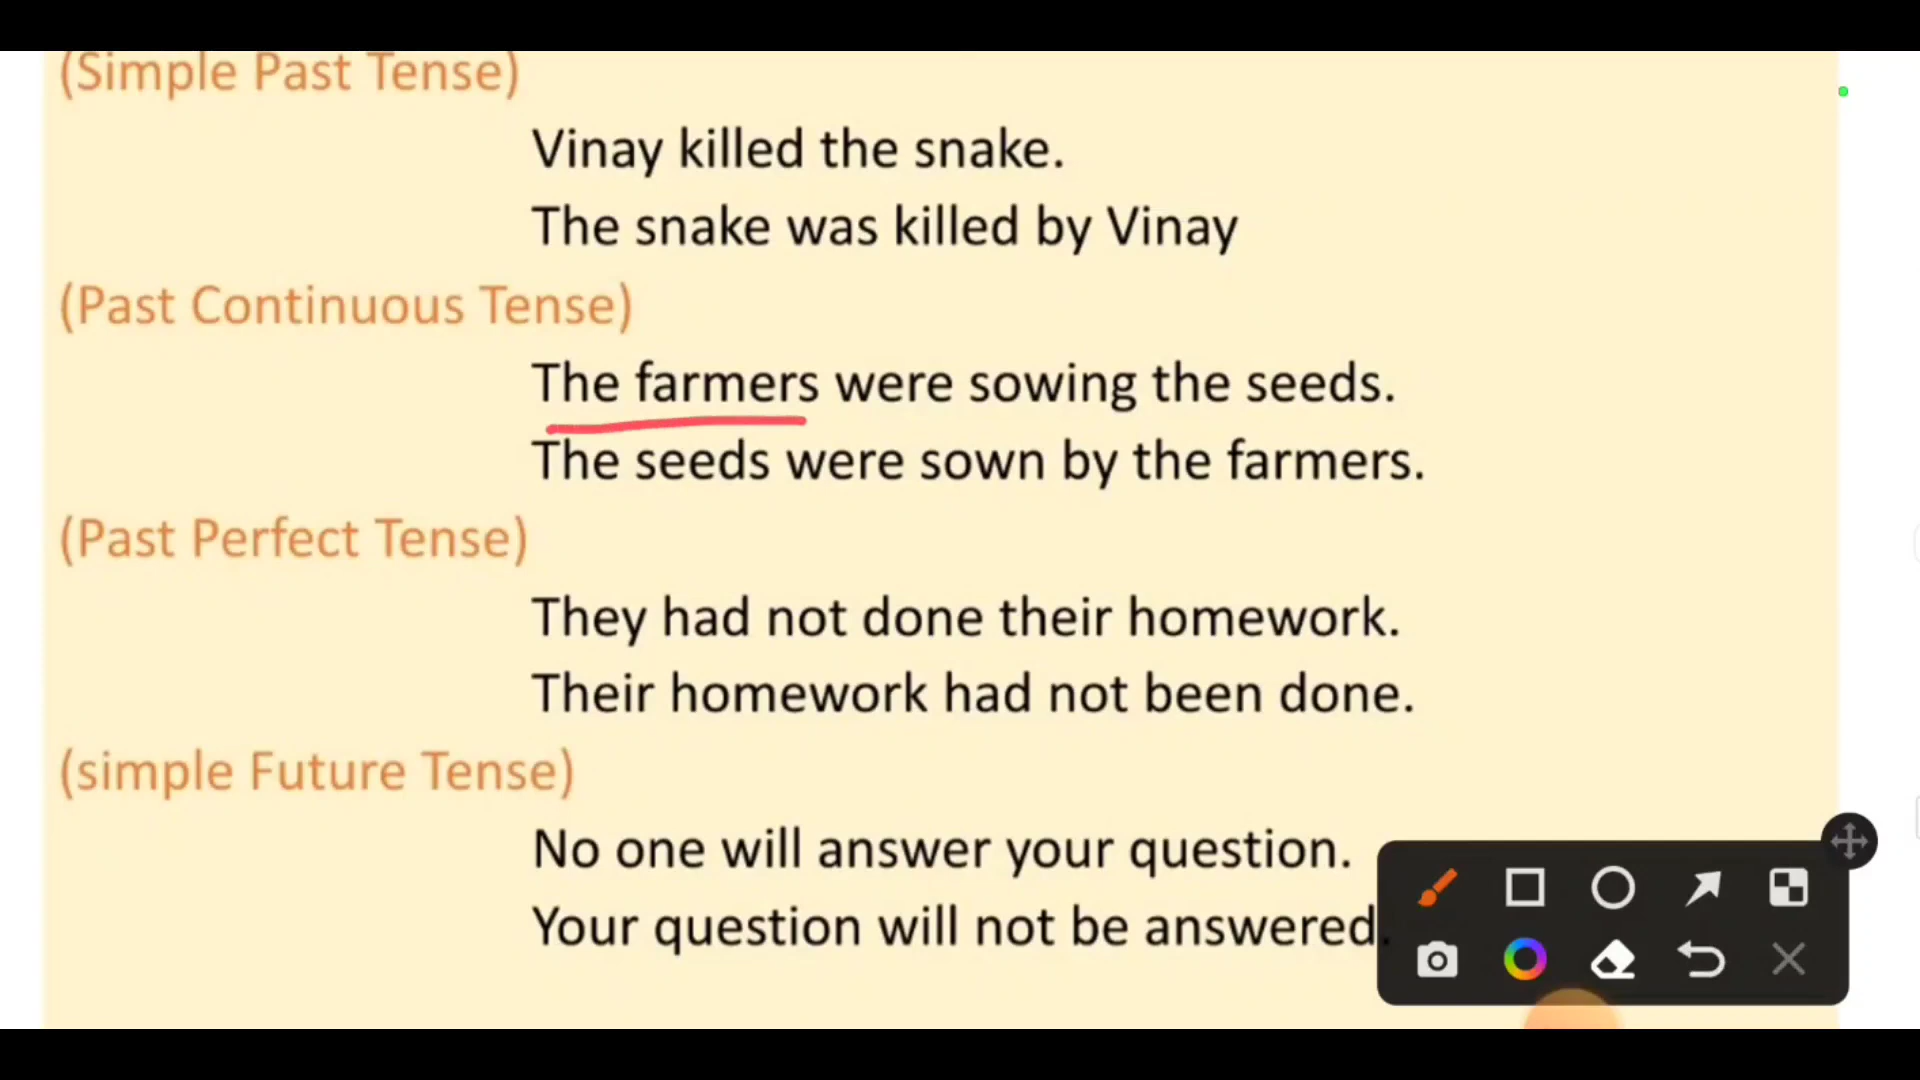 (Simple Past Tense)
Vinay killed the snake.
The snake was killed by Vinay
(Past Continuous Tense)
The farmers were sowing the seeds.
The seeds were sown by the farmers.
(Past Perfect Tense)
They had not done their homework.
Their homework had not been done.
(simple Future Tense)
No one will answer your question.
Your question will not be answered.